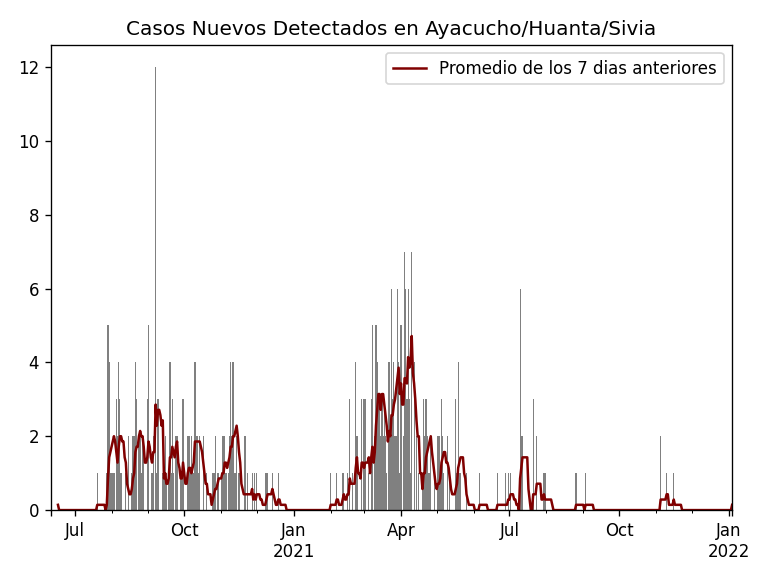 Casos Nuevos Detectados en Ayacucho/Huanta/Sivia
Promedio de los 7 dias anteriores
12
10
8
6
4
2
0
Jul
Oct
Jan
2021
Apr
Jul
Oct
Jan
2022